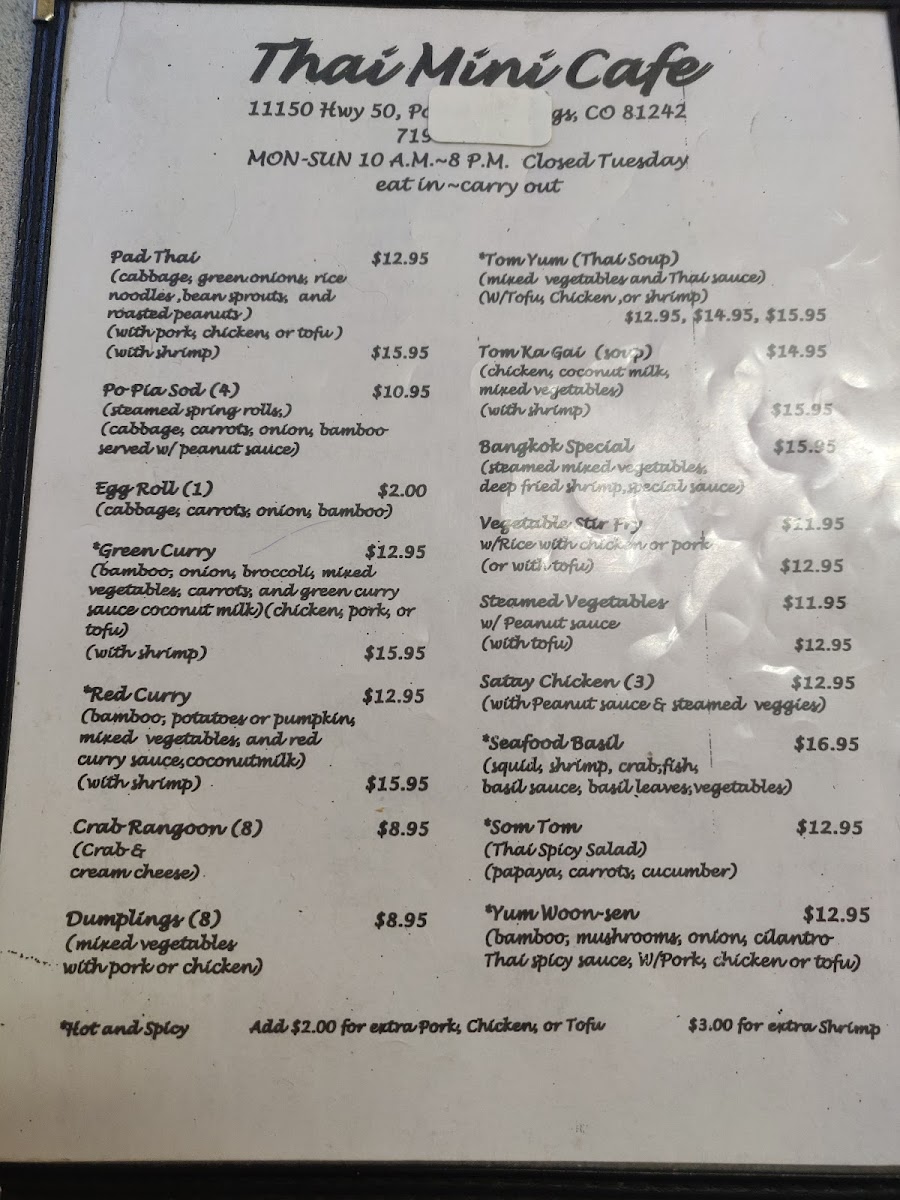 Thai Mini Cafe
11150 Hwy 50, gs, CO 81242
719
MON-SUN 10 A.M.~8 P.M. Closed Tuesday
eat in~carry out
Pad Thai $12.95
(cabbage, green onions, rice
noodles ,bean sprouts, and
roasted peanuts)
(with pork, chicken, or tofu)
(with shrimp) $15.95
Po Pia Sod (4) $10.95
(steamed spring rolls,)
(cabbage, carrots, onion, bamboo
served w/ peanut sauce)
Egg Roll (1) $2.00
(cabbage, carrots, onion, bamboo)
*Green Curry $12.95
(bamboo, onion, broccoli, mixed
vegetables, carrots, and green curry
sauce coconut milk)(chicken, pork, or
tofu)
(with shrimp) $15.95
*Red Curry $12.95
(bamboo, potatoes or pumpkin,
mixed vegetables, and red
curry sauce,coconutmilk)
(with shrimp) $15.95
Crab Rangoon (8) $8.95
(Crab &
cream cheese)
Dumplings (8) $8.95
(mixed vegetables
with pork or chicken)
*Tom Yum (Thai Soup)
(mixed vegetables and Thai sauce)
(W/Tofu, Chicken ,or shrimp)
$12.95, $14.95, $15.95
Tom Ka Gai (soup) $14.95
(chicken, coconut milk,
mixed vegetables)
(with shrimp) $15.95
Bangkok Special $15.95
(steamed mixed vegetables,
deep fried shrimp,special sauce)
Vegetable Stir Fry $11.95
w/Rice with chicken or pork
(or with tofu) $12.95
Steamed Vegetables $11.95
w/ Peanut sauce
(with tofu) $12.95
Satay Chicken (3) $12.95
(with Peanut sauce & steamed veggies)
*Seafood Basil $16.95
(squid, shrimp, crab,fish,
basil sauce, basil leaves,vegetables)
*Som Tom $12.95
(Thai Spicy Salad)
(papaya, carrots, cucumber)
*Yum Woon-sen $12.95
(bamboo, mushrooms, onion, cilantro
Thai spicy sauce, W/Pork, chicken or tofu)
*Hot and Spicy Add $2.00 for extra Pork, Chicken, or Tofu $3.00 for extra Shrimp